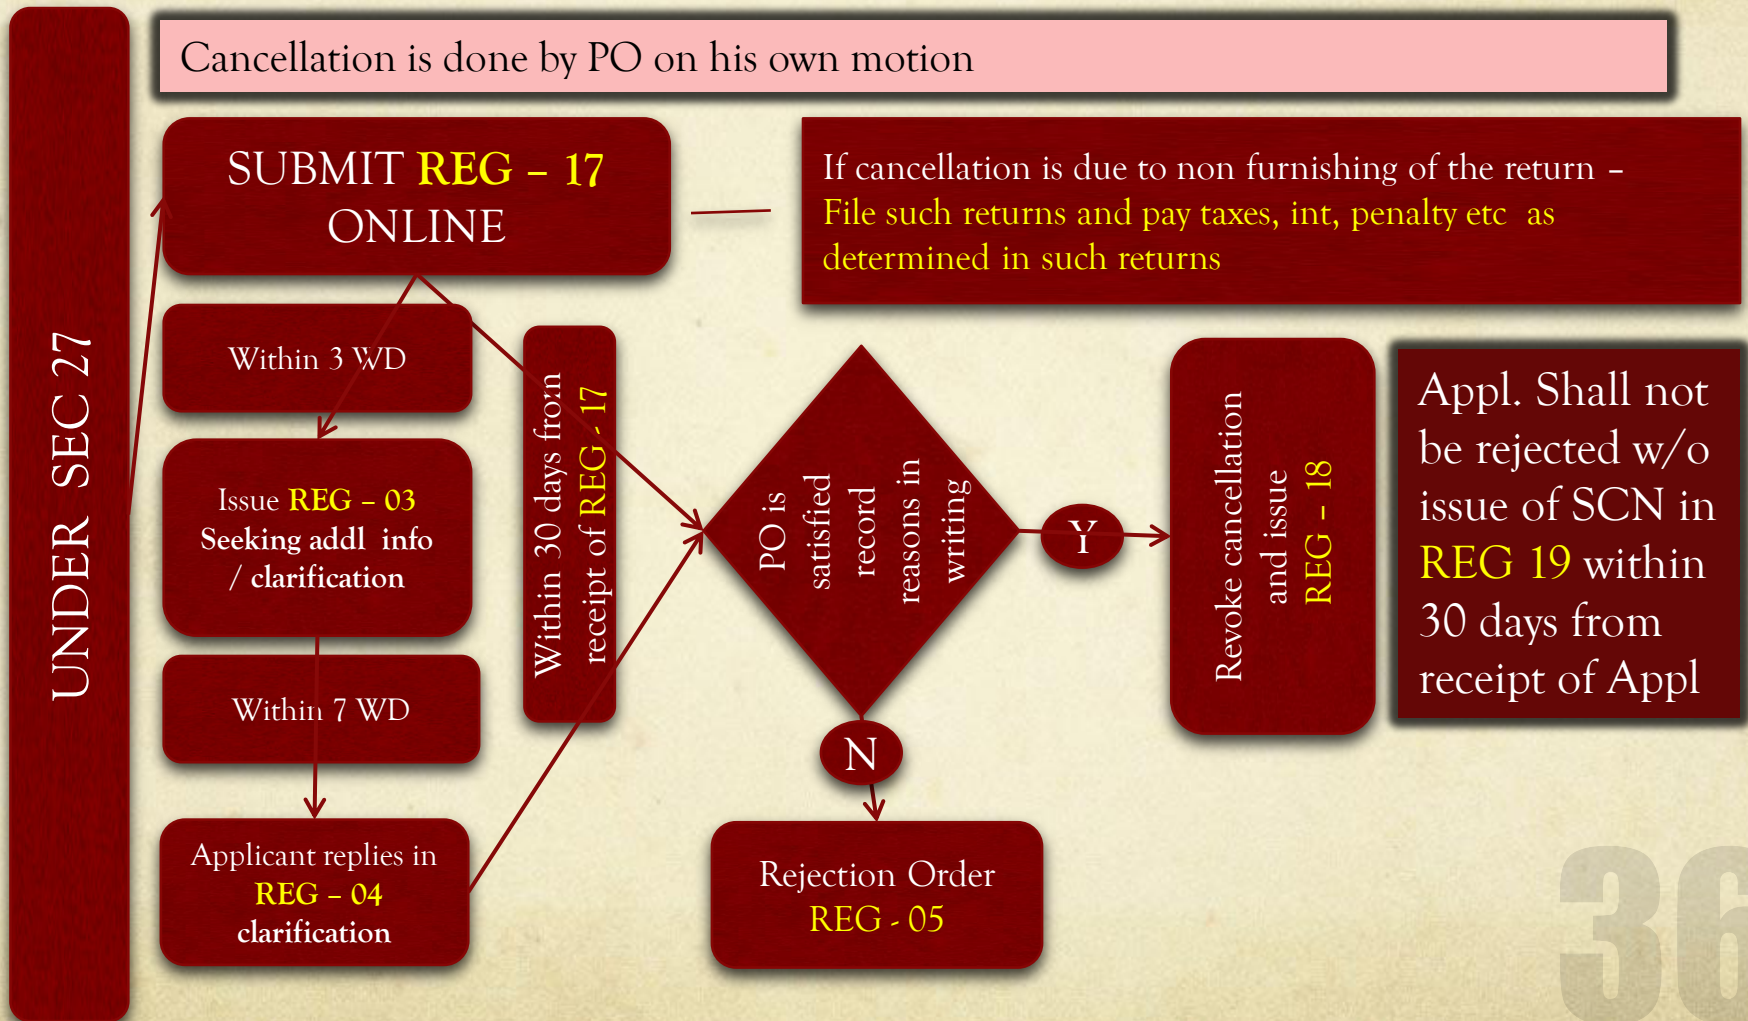 UNDER SEC 27
Cancellation is done by PO on his own motion
SUBMIT REG – 17
ONLINE
If cancellation is due to non furnishing of the return –
File such returns and pay taxes, int, penalty etc as
determined in such returns
Within 3 WD
Issue REG – 03
Seeking addl info
/ clarification
Within 7 WD
Applicant replies in
REG – 04
clarification
Within 30 days from
receipt of REG - 17
PO is
satisfied
record
reasons in
writing
Y
N
Revoke cancellation
and issue
REG – 18
Rejection Order
REG - 05
Appl. Shall not
be rejected w/o
issue of SCN in
REG 19 within
30 days from
receipt of Appl
36